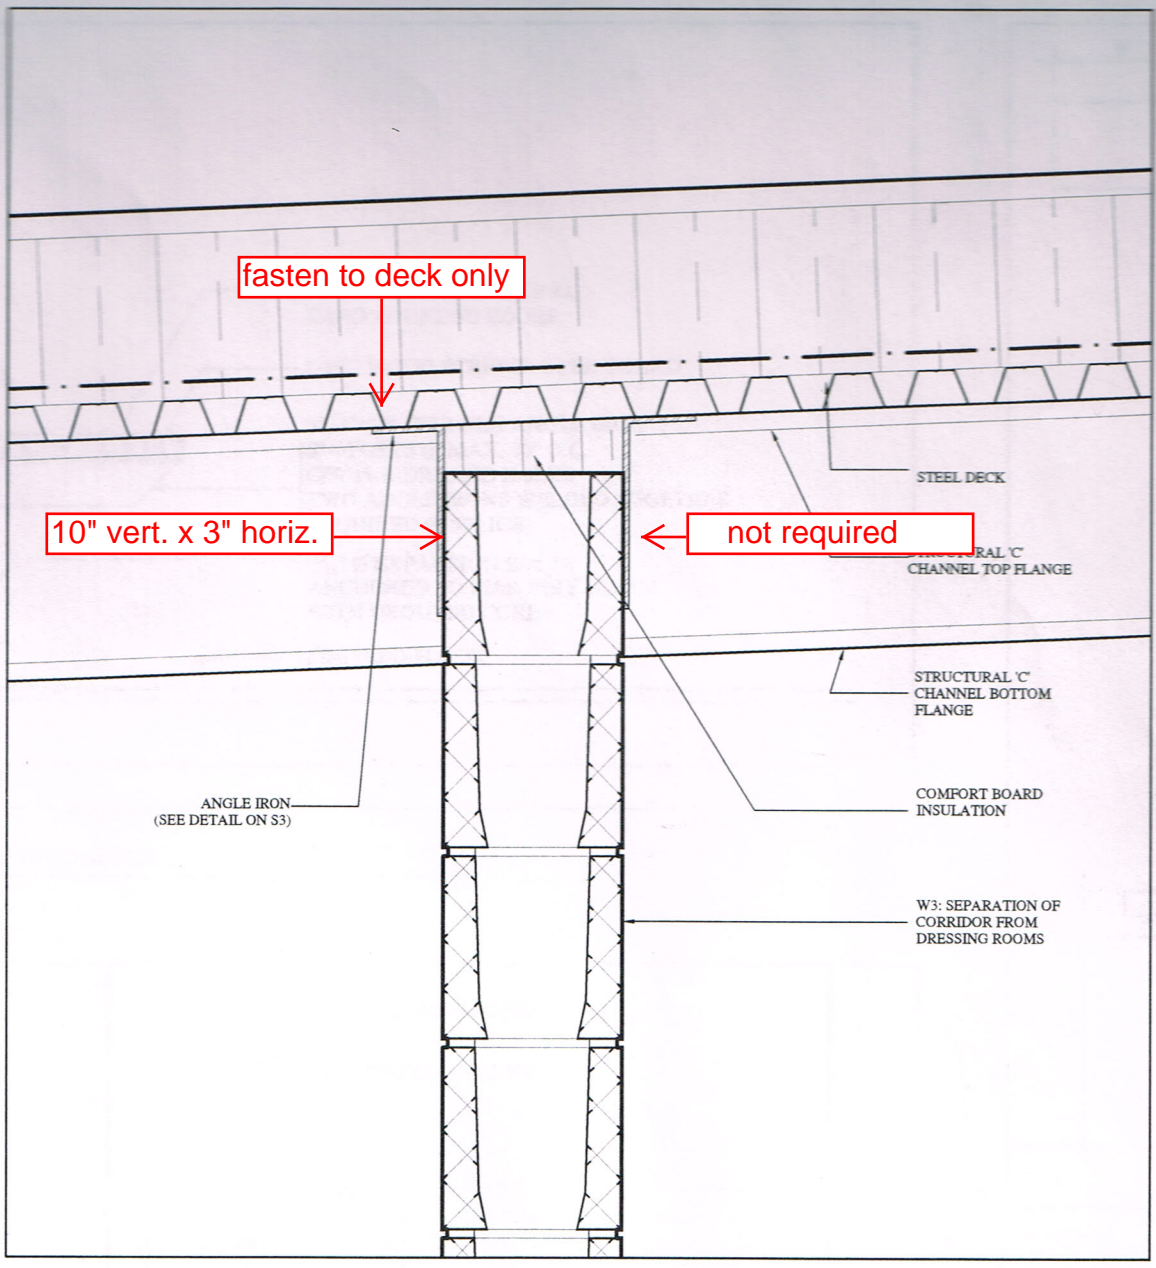 fasten to deck only
10" vert. x 3" horiz.
not required
STEEL DECK
CHANNEL TOP FLANGE
STRUCTURAL 'C'
CHANNEL BOTTOM
FLANGE
ANGLE IRON
(SEE DETAIL ON S3)
COMFORT BOARD
INSULATION
W3: SEPARATION OF
CORRIDOR FROM
DRESSING ROOMS